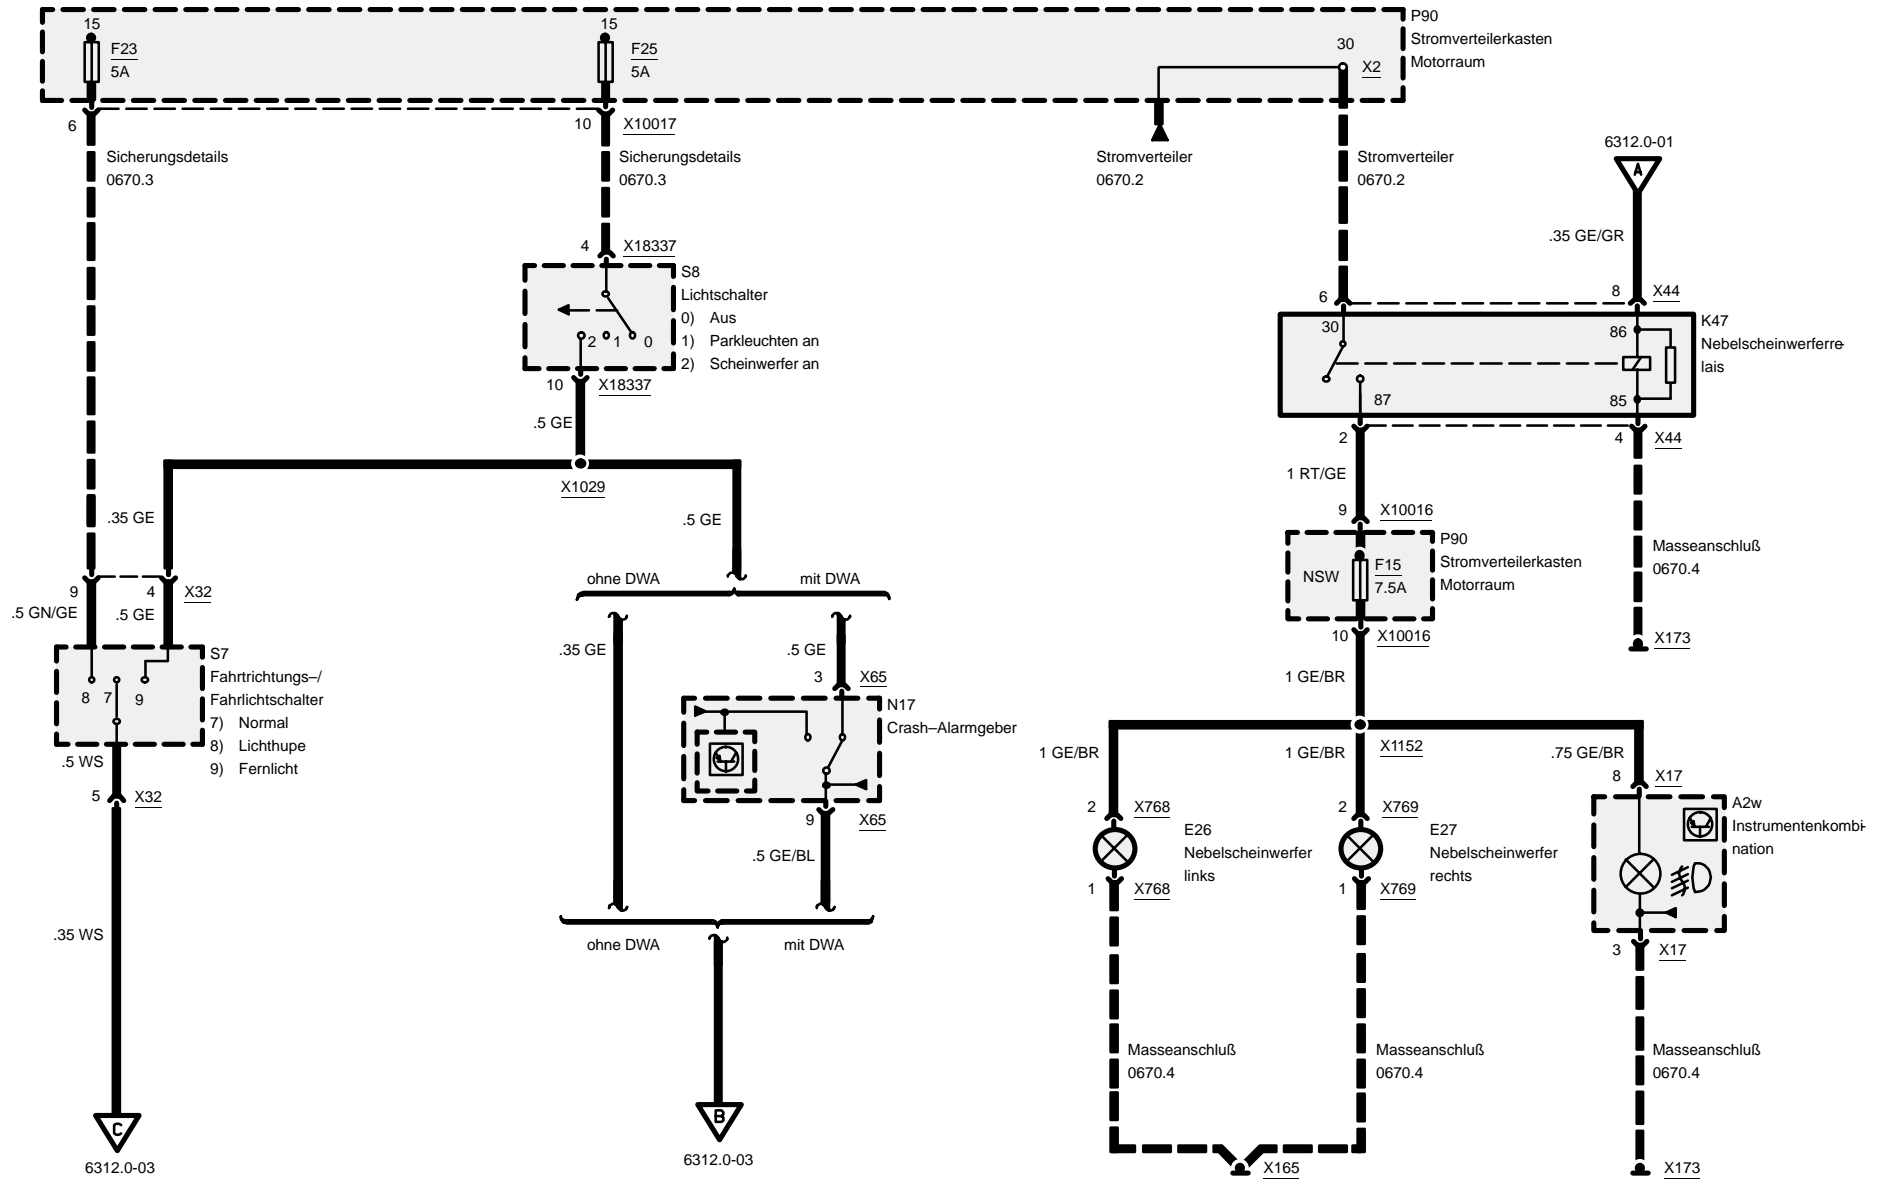 15
F23
5A
15
F25
5A
30
X2
P90
Stromverteilerkasten
Motorraum
6
10
X10017
Sicherungsdetails
0670.3
Sicherungsdetails
0670.3
Stromverteiler
0670.2
Stromverteiler
0670.2
6312.0-01
A
.35 GE/GR
4
X18337
S8
Lichtschalter
0) Aus
1) Parkleuchten an
2) Scheinwerfer an
2 1 0
10
X18337
.5 GE
X1029
.35 GE
.5 GE
6
8
X44
30
86
87
85
K47
Nebelscheinwerferre-
lais
2
4
X44
1 RT/GE
9
X10016
NSW
F15
7.5A
P90
Stromverteilerkasten
Motorraum
10
X10016
1 GE/BR
Masseanschluß
0670.4
X173
9
4
X32
.5 GN/GE
.5 GE
8 7 9
S7
Fahrtrichtungs–/
Fahrlichtschalter
7) Normal
8) Lichthupe
9) Fernlicht
.5 WS
5
X32
.35 WS
C
6312.0-03
ohne DWA
mit DWA
.35 GE
.5 GE
3
X65
N17
Crash–Alarmgeber
9
X65
.5 GE/BL
ohne DWA
mit DWA
B
6312.0-03
1 GE/BR
1 GE/BR
X1152
.75 GE/BR
2
X768
E26
Nebelscheinwerfer
links
1
X768
2
X769
E27
Nebelscheinwerfer
rechts
1
X769
8
X17
A2w
Instrumentenkombi-
nation
3
X17
Masseanschluß
0670.4
Masseanschluß
0670.4
Masseanschluß
0670.4
X165
X173